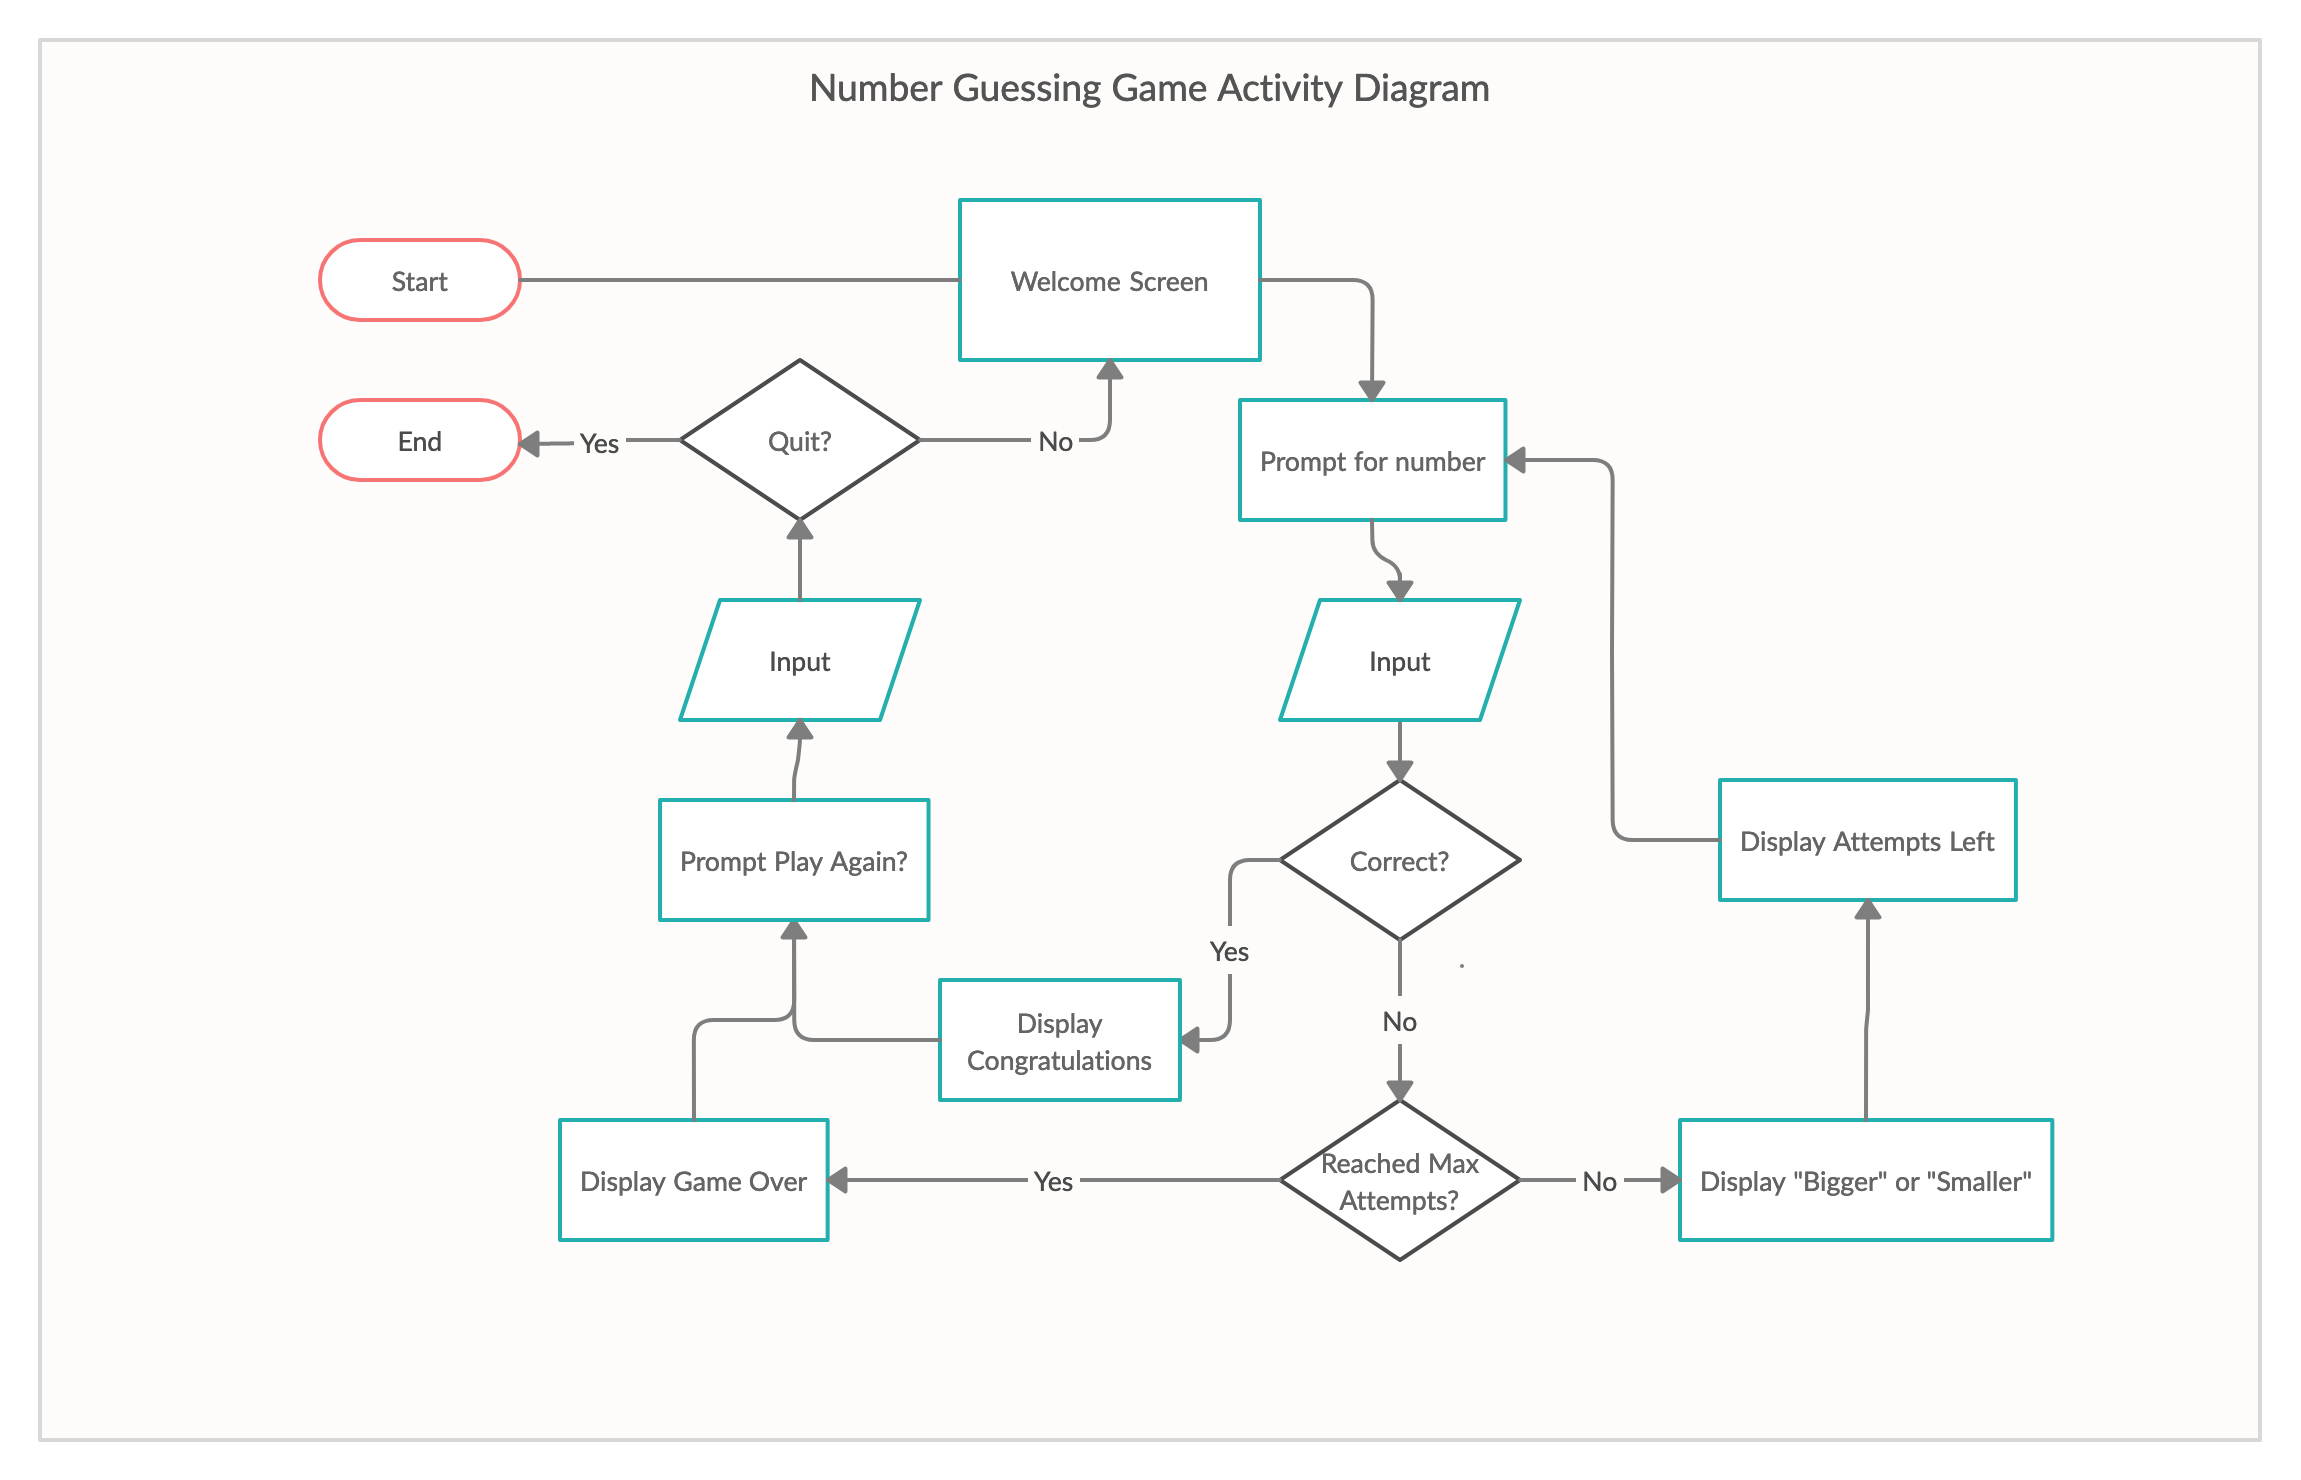 Number Guessing Game Activity Diagram
Start
Welcome Screen
End
Yes
Quit?
No
Prompt for number
Input
Input
Prompt Play Again?
Correct?
Display Attempts Left
Yes
Display
Congratulations
No
Display Game Over
Yes
Reached Max
Attempts?
No
Display "Bigger" or "Smaller"